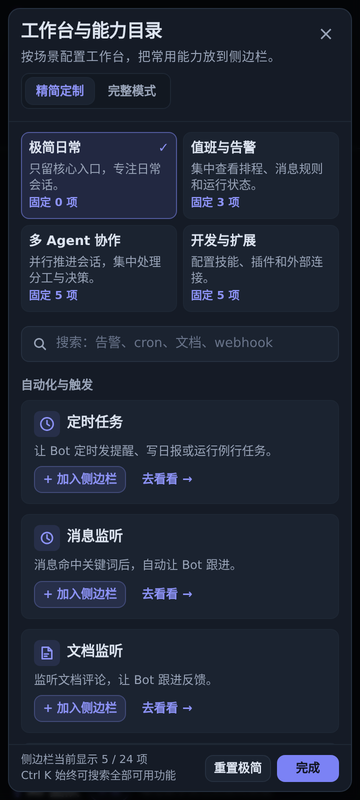 工作台与能力目录
按场景配置工作台，把常用能力放到侧边栏。
精简定制 完整模式
极简日常 ✓
只留核心入口，专注日常
会话。
固定 0 项
值班与告警
集中查看排程、消息规则
和运行状态。
固定 3 项
多 Agent 协作
并行推进会话，集中处理
分工与决策。
固定 5 项
开发与扩展
配置技能、插件和外部连
接。
固定 5 项
搜索：告警、cron、文档、webhook
自动化与触发
定时任务
让 Bot 定时发提醒、写日报或运行例行任务。
+ 加入侧边栏 去看看 →
消息监听
消息命中关键词后，自动让 Bot 跟进。
+ 加入侧边栏 去看看 →
文档监听
监听文档评论，让 Bot 跟进反馈。
+ 加入侧边栏 去看看 →
侧边栏当前显示 5 / 24 项
Ctrl K 始终可搜索全部可用功能
重置极简 完成